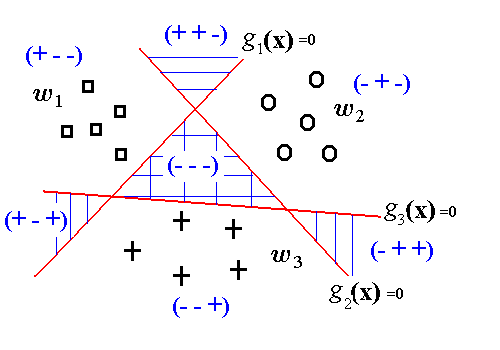 (+ + -)
g1(x) =0
(+ - -)
(- + -)
w1
w2
(- - -)
(+ - +)
g3(x) =0
(- + +)
w3
g2(x) =0
(- - +)